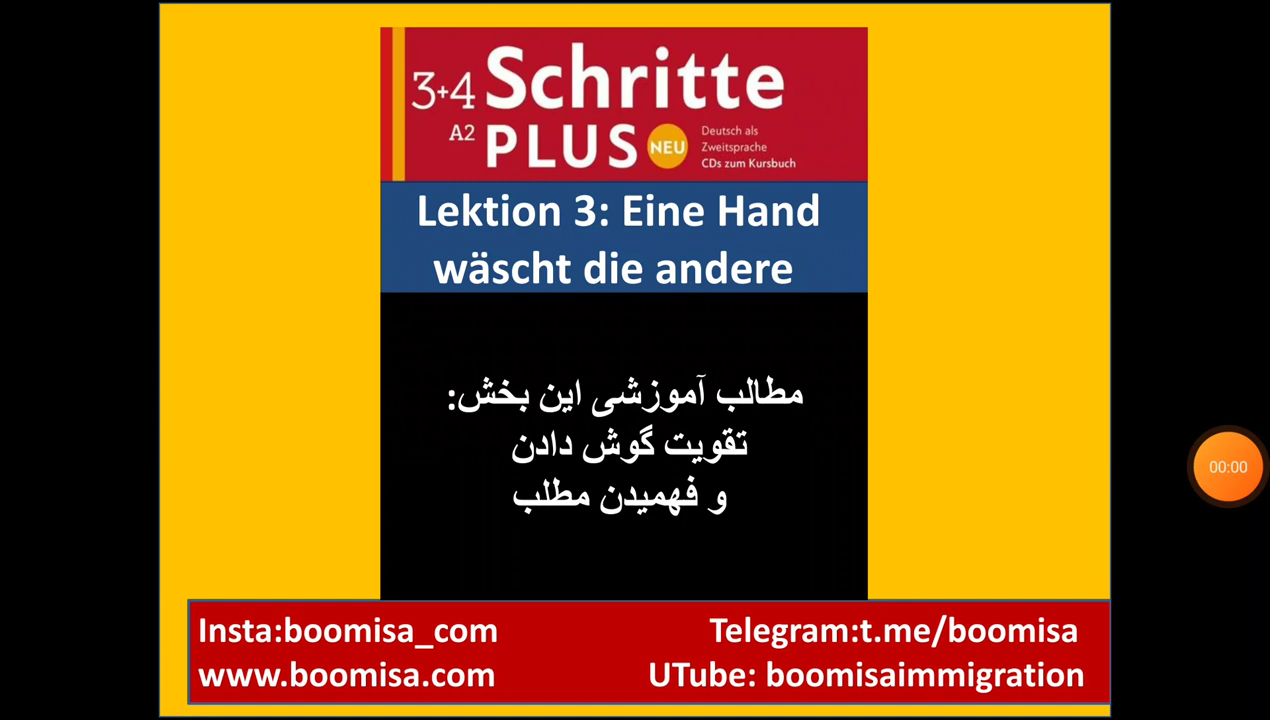 3+4 Schritte
A2 PLUS NEU
Deutsch als
Zweitsprache
CDs zum Kursbuch
Lektion 3: Eine Hand
wäscht die andere
مطالب آموزشی این بخش:
تقویت گوش دادن
و فهمیدن مطلب
00:00
Insta:boomisa_com
Telegram:t.me/boomisa
www.boomisa.com
UTube: boomisaimmigration